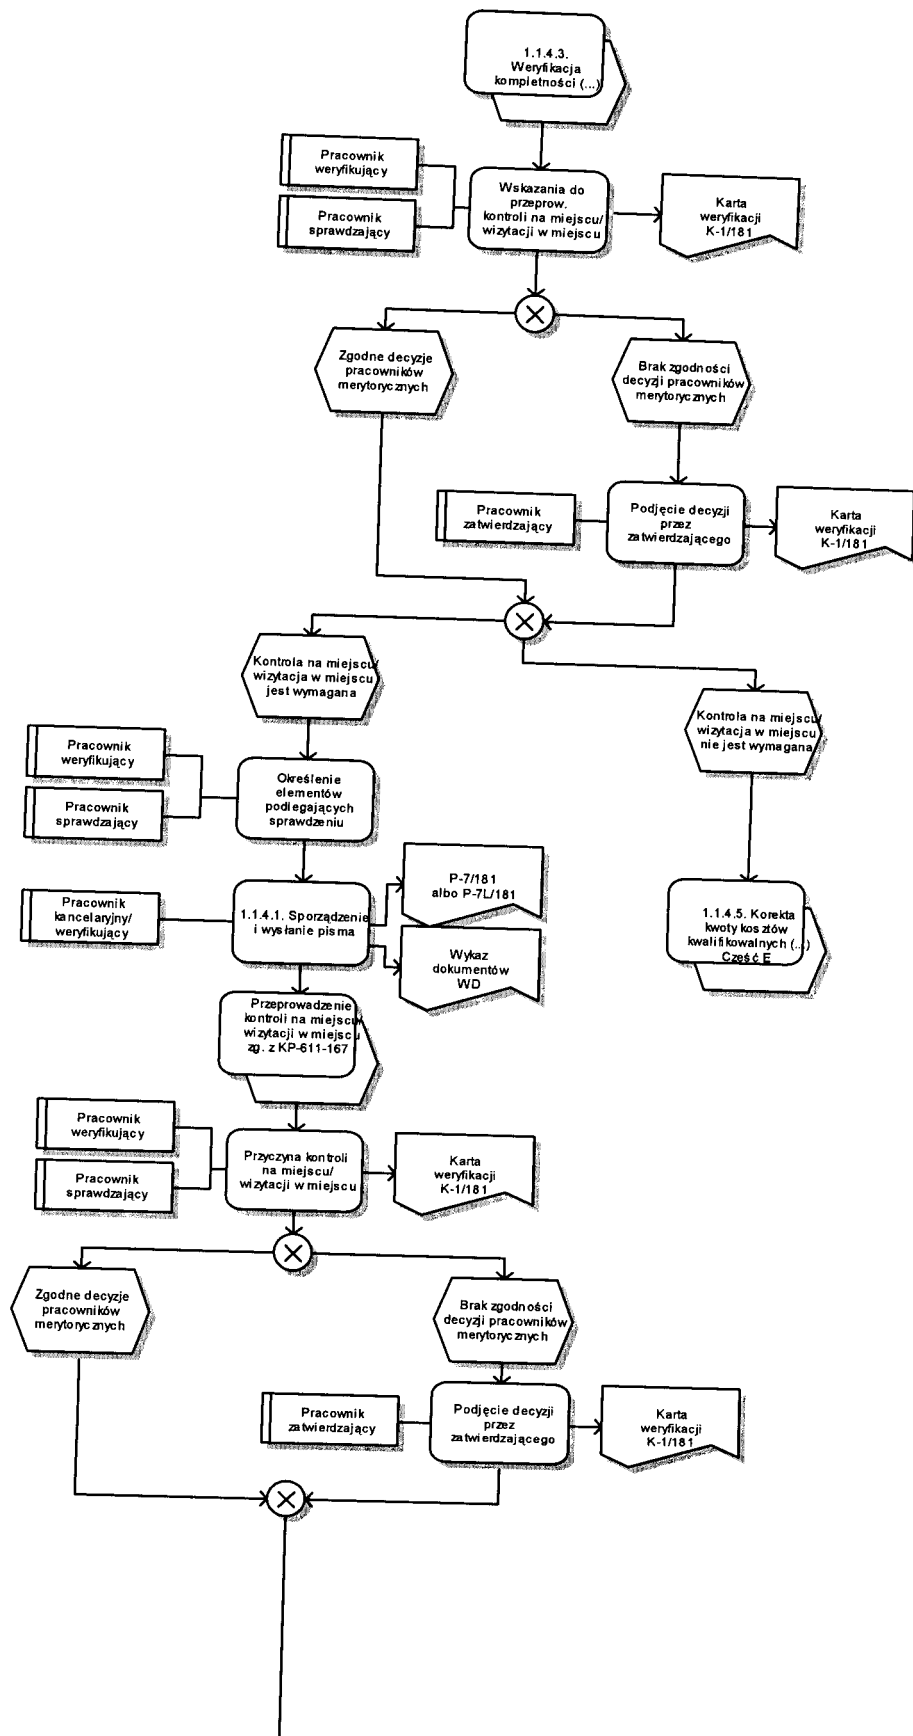 1.1.4.3.
Weryfikacja
kompletności (...)
Pracownik
weryfikujący
Pracownik
sprawdzający
Wskazania do
przeprow.
kontroli na miejscu/
wizytacji w miejscu
Karta
weryfikacji
K-1/181
Zgodne decyzje
pracowników
merytorycznych
Brak zgodności
decyzji pracowników
merytorycznych
Pracownik
zatwierdzający
Podjęcie decyzji
przez
zatwierdzającego
Karta
weryfikacji
K-1/181
Kontrola na miejscu/
wizytacja w miejscu
jest wymagana
Kontrola na miejscu/
wizytacja w miejscu
nie jest wymagana
Pracownik
weryfikujący
Pracownik
sprawdzający
Określenie
elementów
podlegających
sprawdzeniu
Pracownik
kancelaryjny/
weryfikujący
1.1.4.1. Sporządzenie
i wysłanie pisma
P-7/181
albo P-7L/181
Wykaz
dokumentów
WD
1.1.4.5. Korekta
kwoty kosztów
kwalifikowalnych (...)
Część E
Przeprowadzenie
kontroli na miejscu/
wizytacji w miejscu
zg. z KP-611-167
Pracownik
weryfikujący
Pracownik
sprawdzający
Przyczyna kontroli
na miejscu/
wizytacji w miejscu
Karta
weryfikacji
K-1/181
Zgodne decyzje
pracowników
merytorycznych
Brak zgodności
decyzji pracowników
merytorycznych
Pracownik
zatwierdzający
Podjęcie decyzji
przez
zatwierdzającego
Karta
weryfikacji
K-1/181